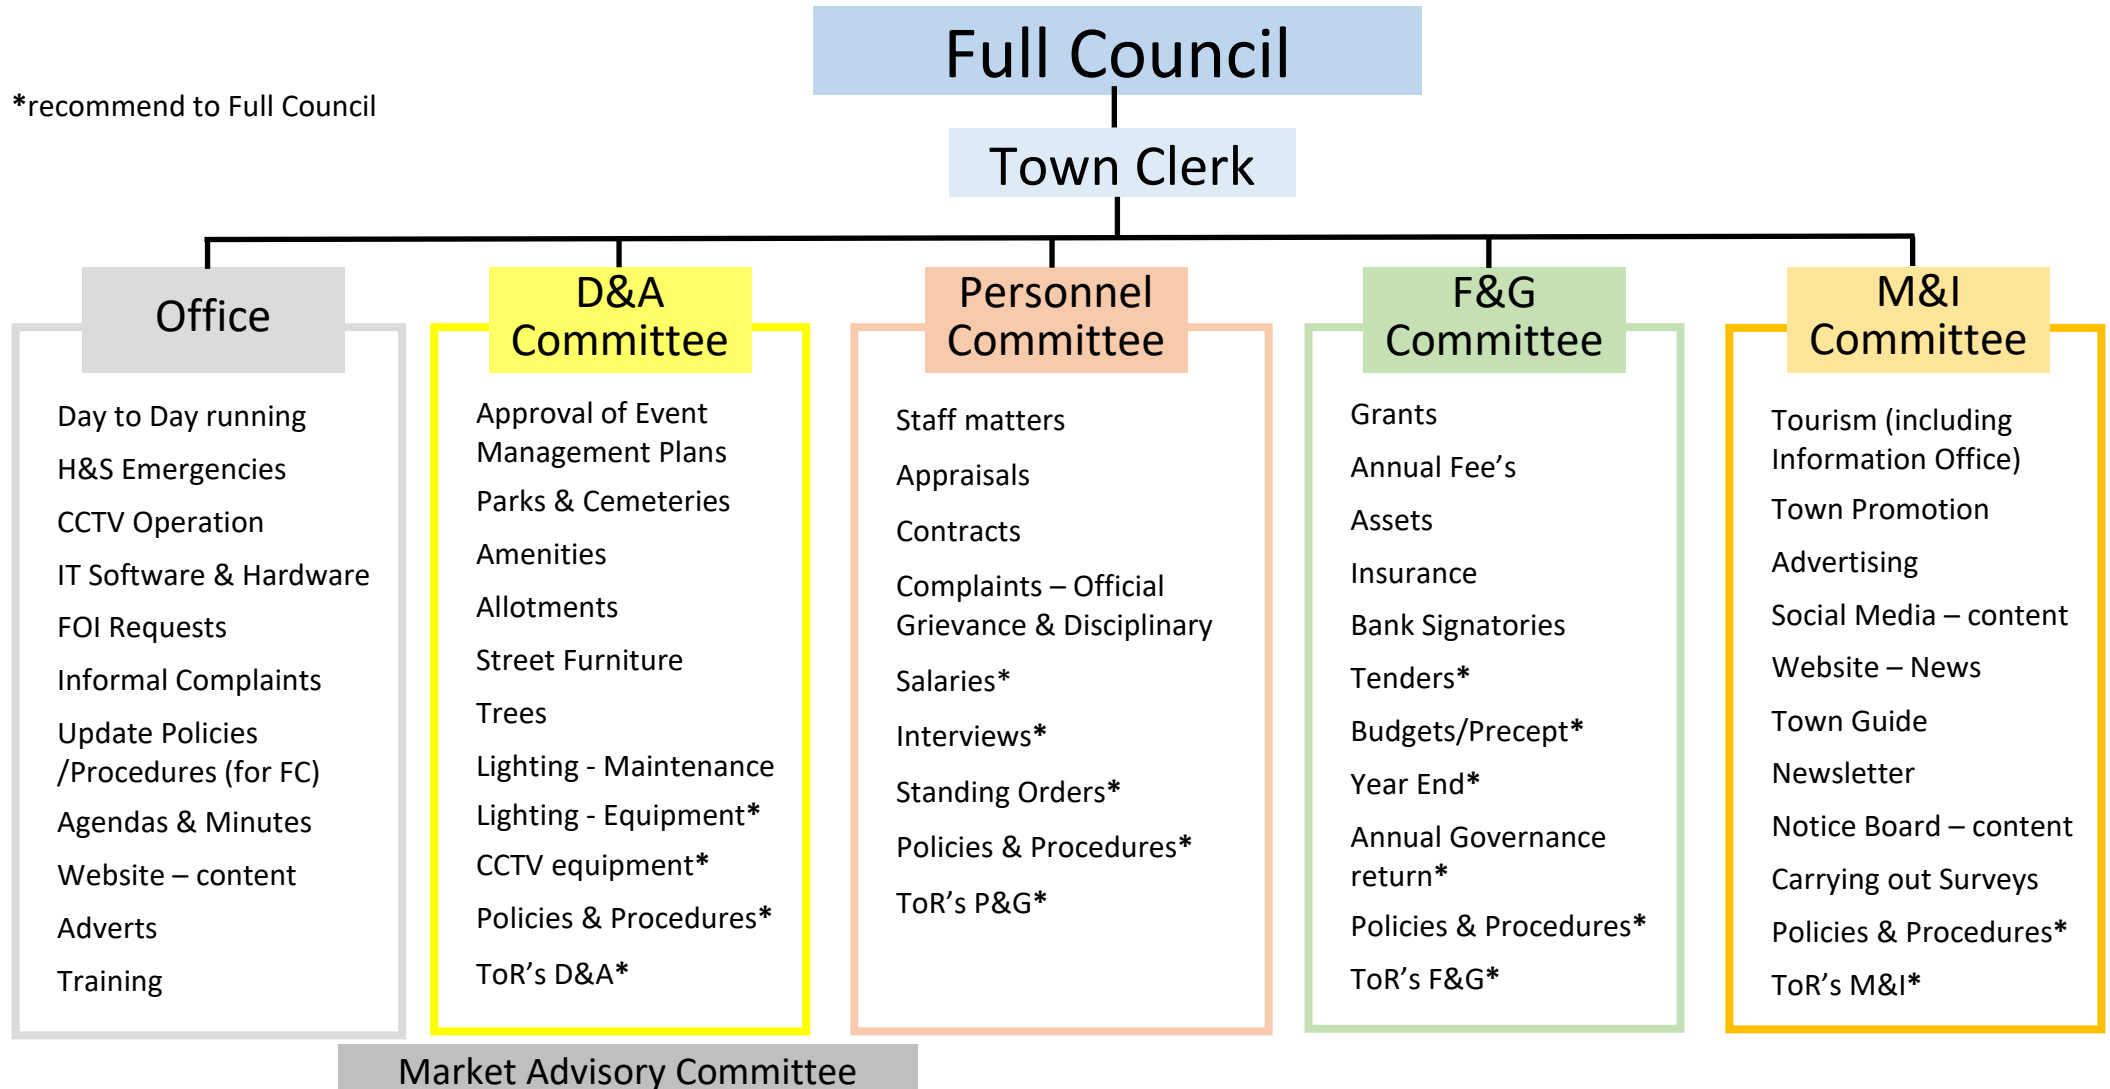 Full Council
*recommend to Full Council
Town Clerk
Office
Day to Day running
H&S Emergencies
CCTV Operation
IT Software & Hardware
FOI Requests
Informal Complaints
Update Policies
/Procedures (for FC)
Agendas & Minutes
Website – content
Adverts
Training
D&A
Committee
Approval of Event
Management Plans
Parks & Cemeteries
Amenities
Allotments
Street Furniture
Trees
Lighting - Maintenance
Lighting - Equipment*
CCTV equipment*
Policies & Procedures*
ToR’s D&A*
Personnel
Committee
Staff matters
Appraisals
Contracts
Complaints – Official
Grievance & Disciplinary
Salaries*
Interviews*
Standing Orders*
Policies & Procedures*
ToR’s P&G*
F&G
Committee
Grants
Annual Fee’s
Assets
Insurance
Bank Signatories
Tenders*
Budgets/Precept*
Year End*
Annual Governance
return*
Policies & Procedures*
ToR’s F&G*
M&I
Committee
Tourism (including
Information Office)
Town Promotion
Advertising
Social Media – content
Website – News
Town Guide
Newsletter
Notice Board – content
Carrying out Surveys
Policies & Procedures*
ToR’s M&I*
Market Advisory Committee